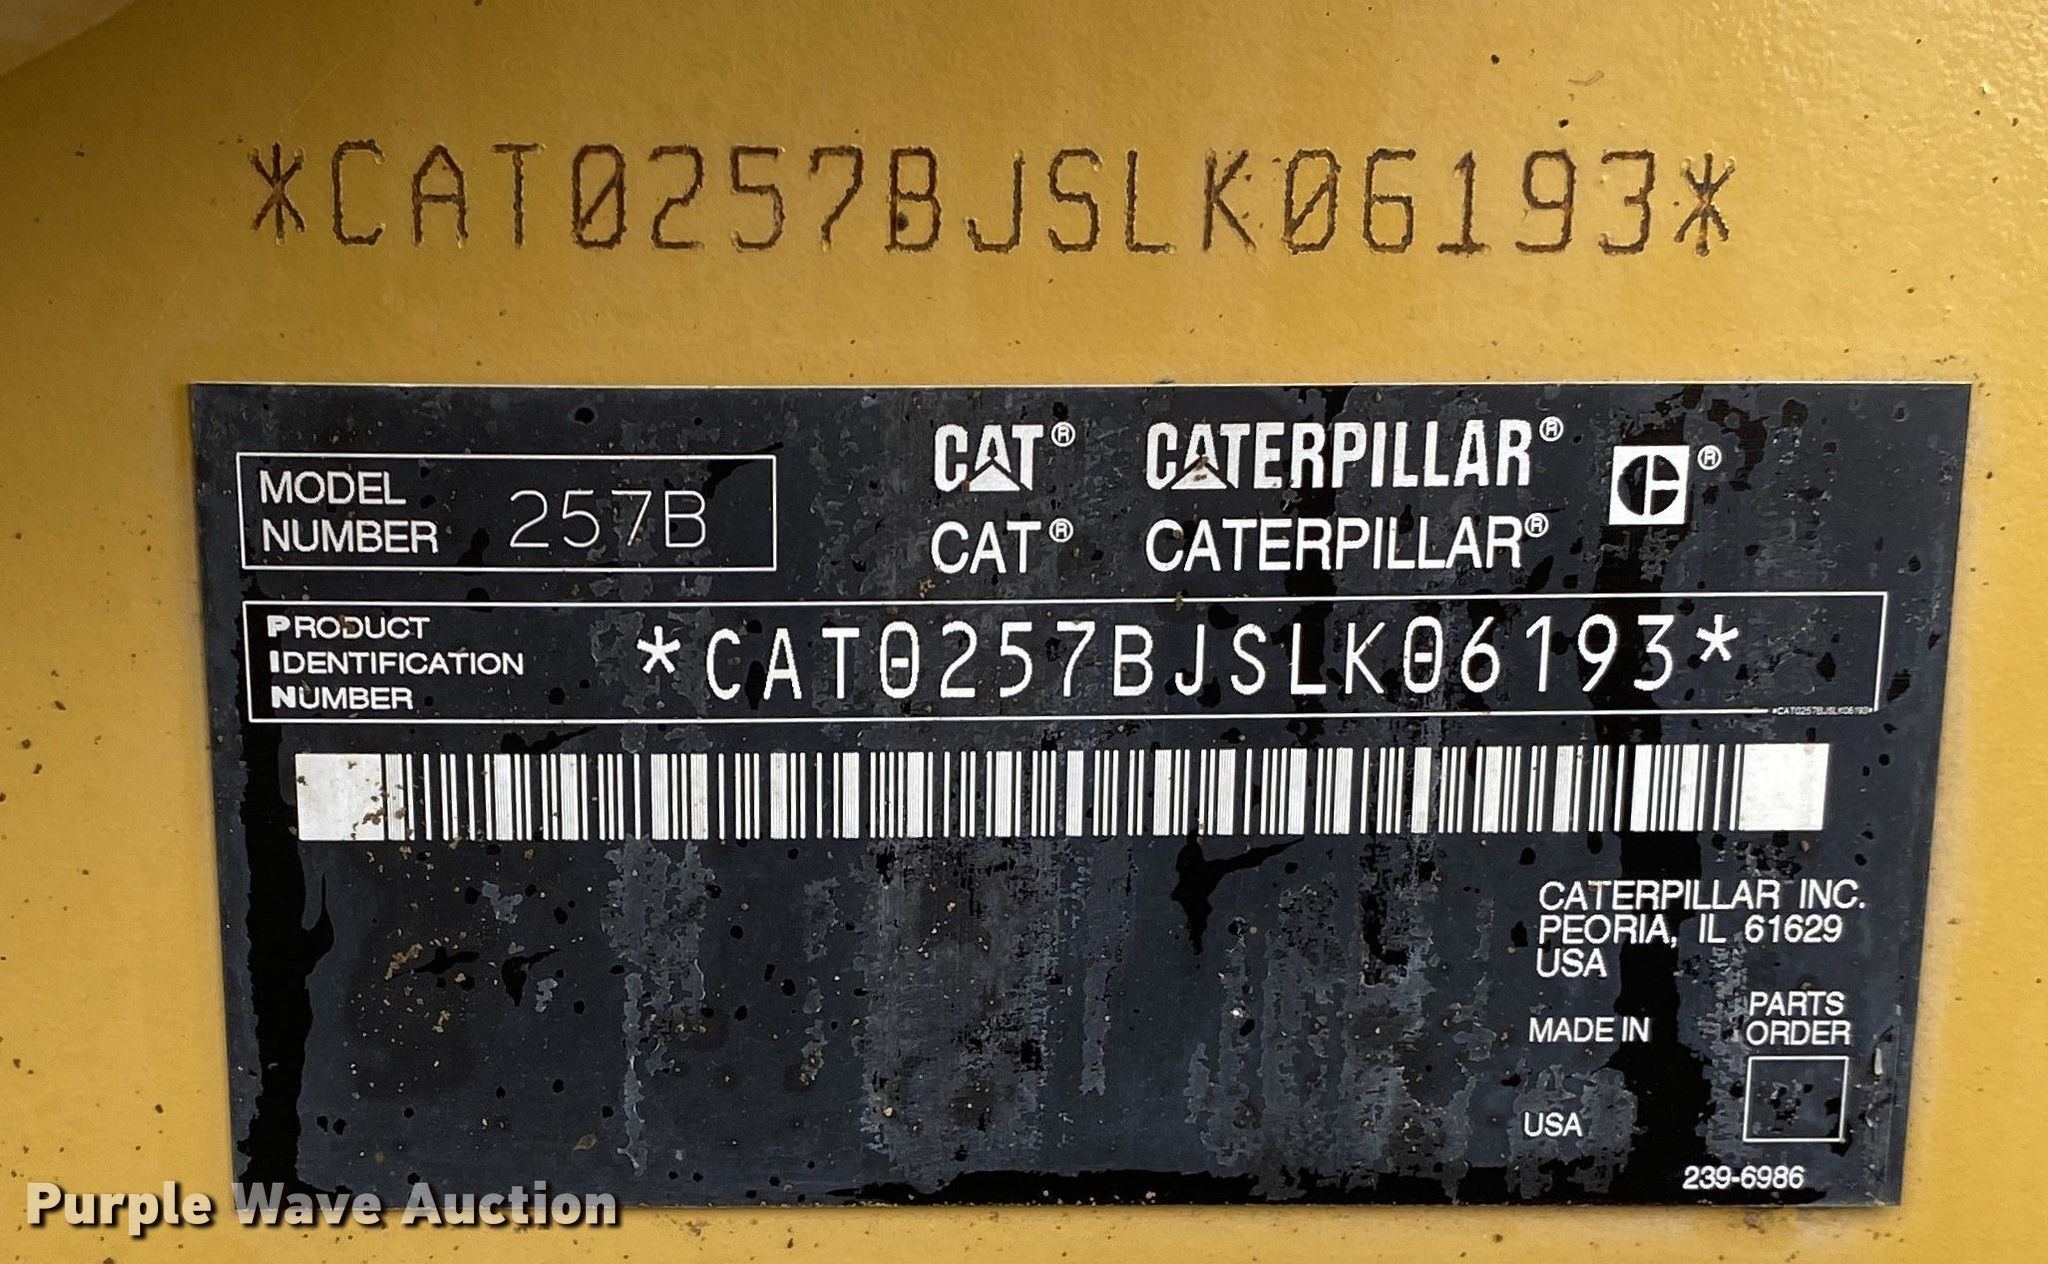 *CAT0257BJSLK06193*
CAT® CATERPILLAR® ®
MODEL
NUMBER 257B
CAT® CATERPILLAR®
PRODUCT
IDENTIFICATION
NUMBER
*CAT0257BJSLK06193*
*CAT0257BJSLK06193*
CATERPILLAR INC.
PEORIA, IL 61629
USA
PARTS
ORDER
MADE IN
USA
239-6986
Purple Wave Auction